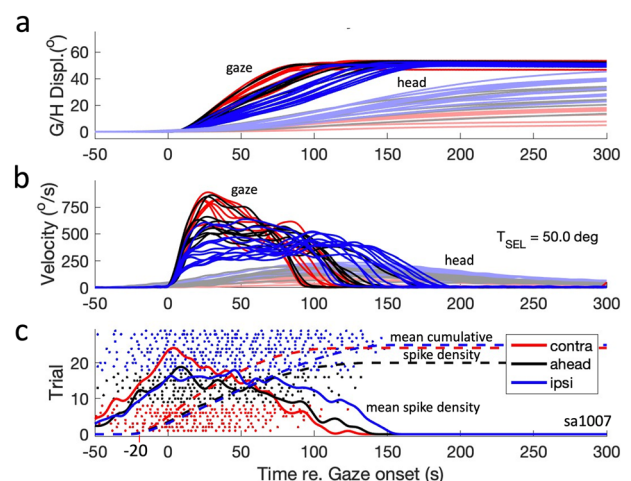 a
G/H Displ.(°)
60
40
20
0
gaze
head
-50 0 50 100 150 200 250 300
b
Velocity (°/s)
750
500
250
0
gaze
T_SEL = 50.0 deg
head
-50 0 50 100 150 200 250 300
c
Trial
20
10
0
mean cumulative
spike density
mean spike density
contra
ahead
ipsi
sa1007
-50 -20 0 50 100 150 200 250 300
Time re. Gaze onset (s)